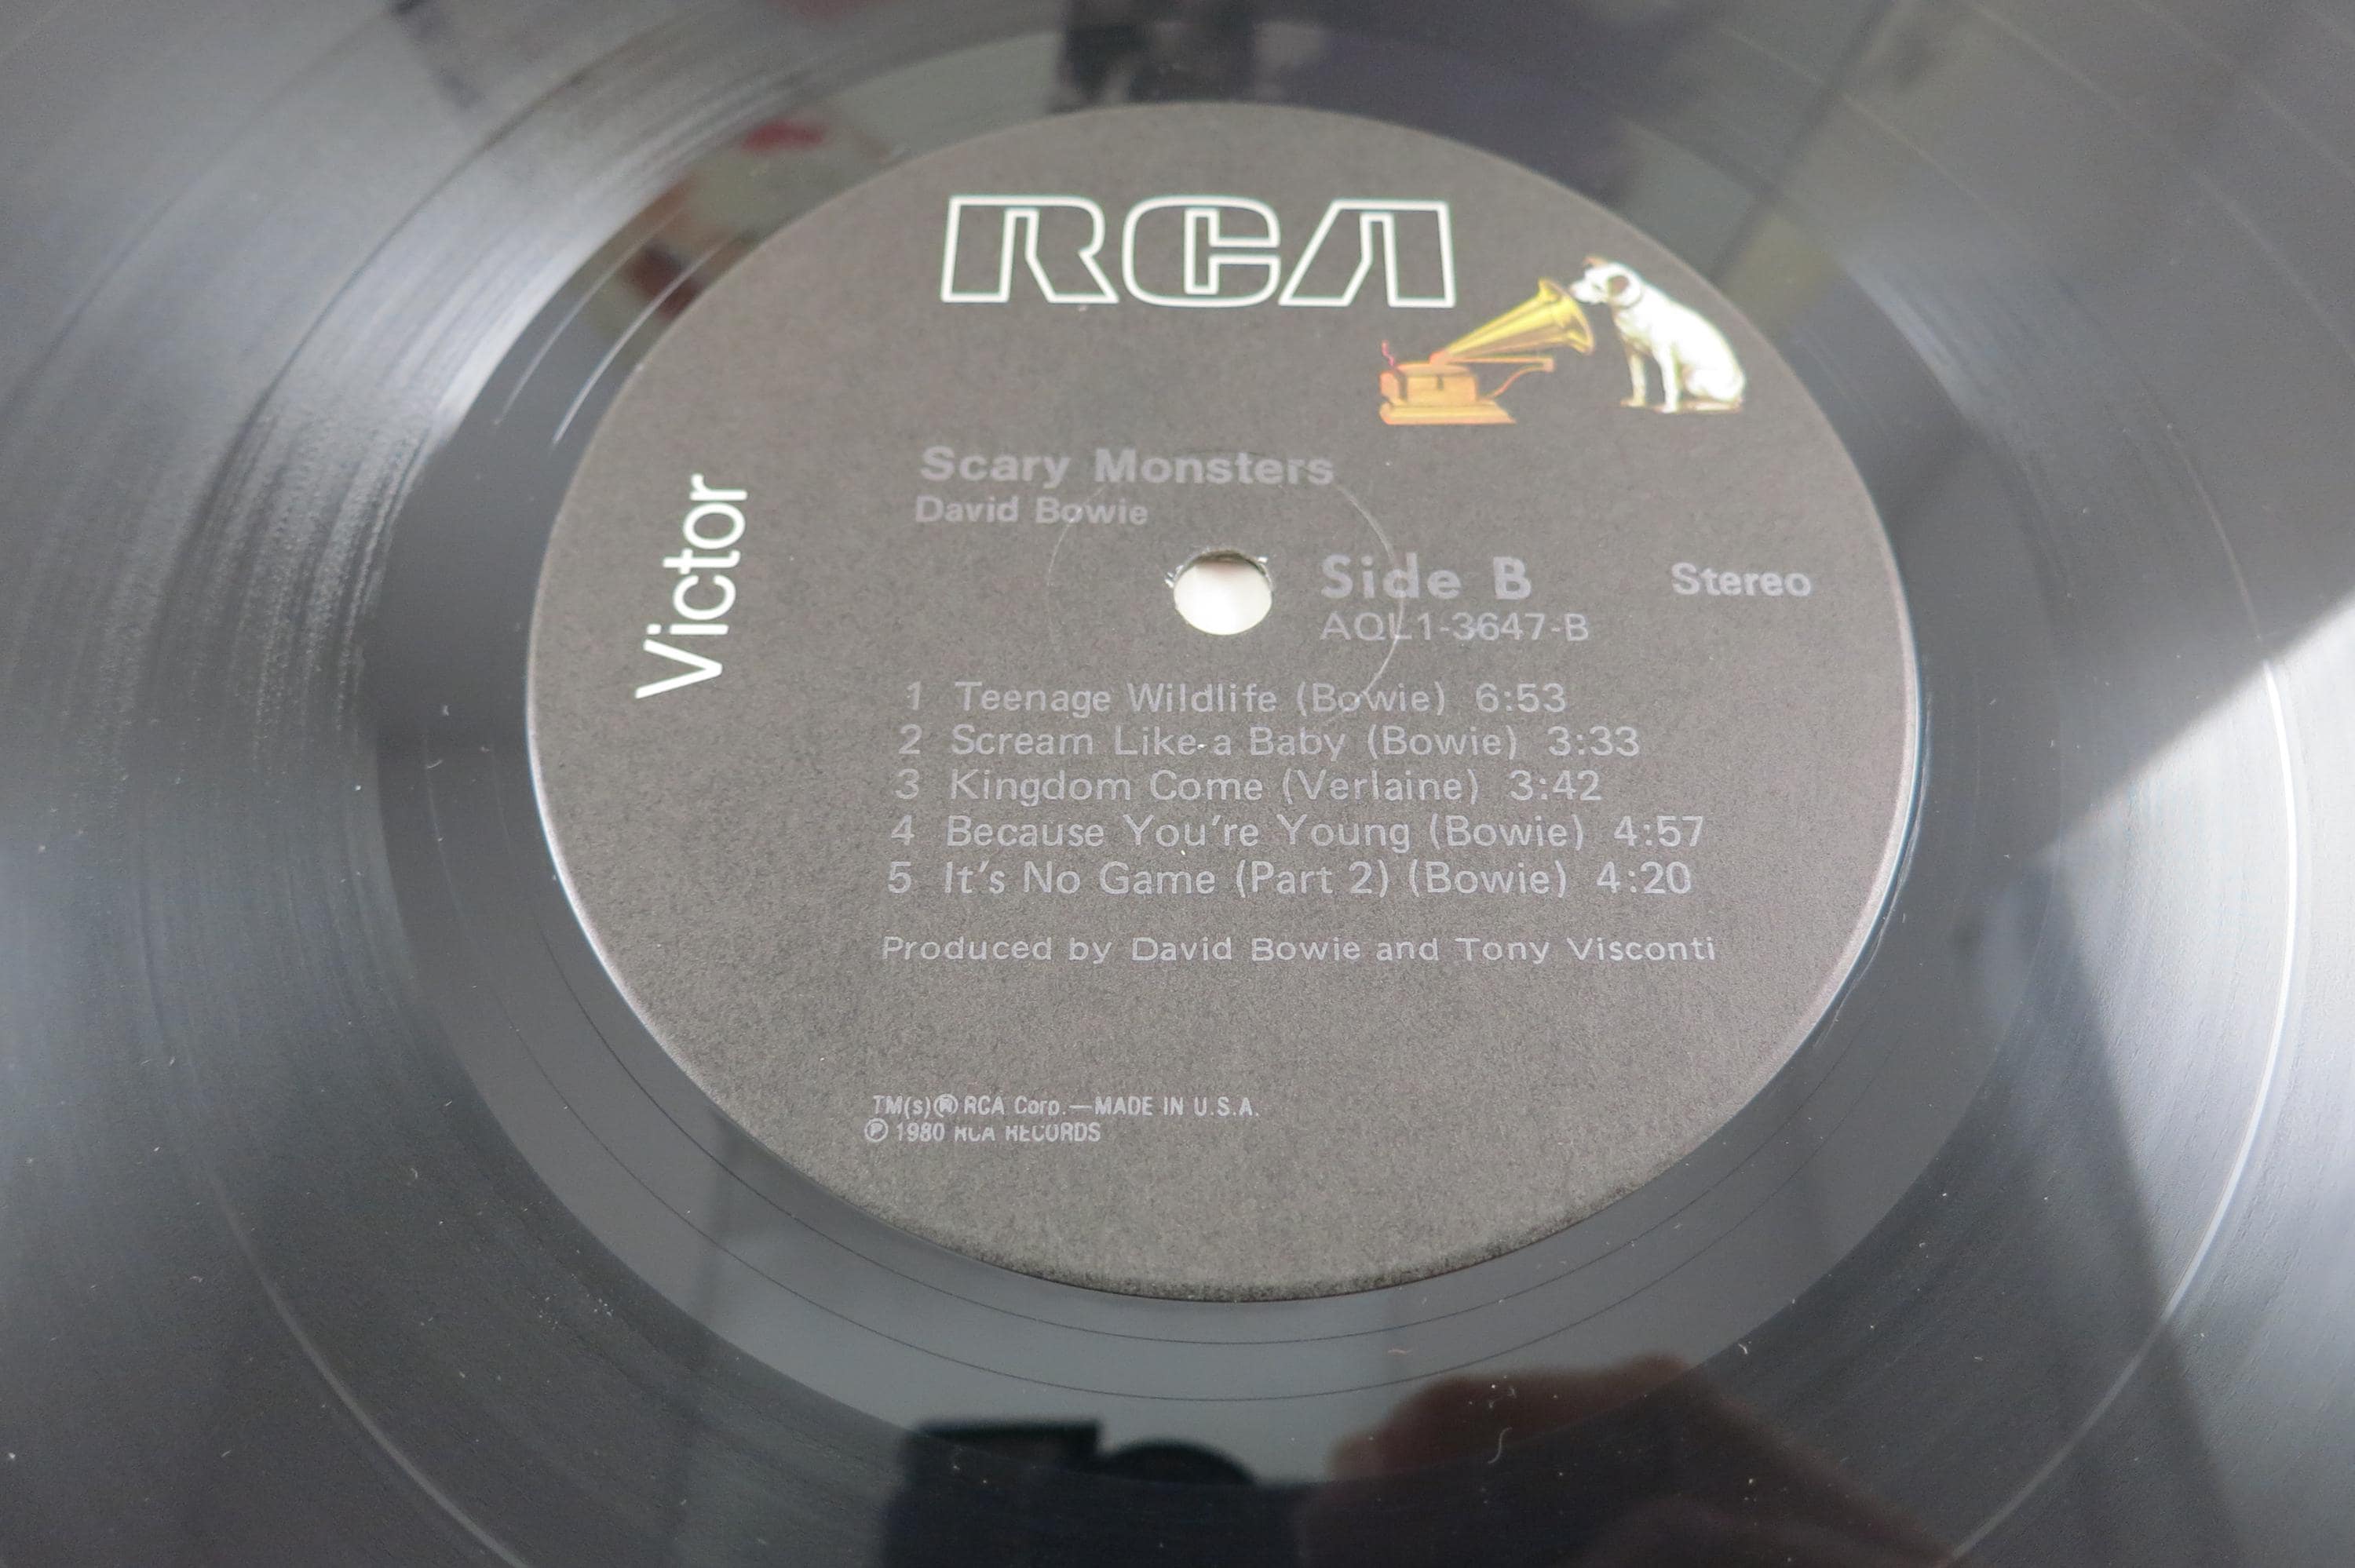 RCA
Victor
Scary Monsters
David Bowie
Side B
Stereo
AQL1-3647-B
1 Teenage Wildlife (Bowie) 6:53
2 Scream Like a Baby (Bowie) 3:33
3 Kingdom Come (Verlaine) 3:42
4 Because You're Young (Bowie) 4:57
5 It's No Game (Part 2) (Bowie) 4:20
Produced by David Bowie and Tony Visconti
TM(s)® RCA Corp.—MADE IN U.S.A.
℗ 1980 RCA RECORDS